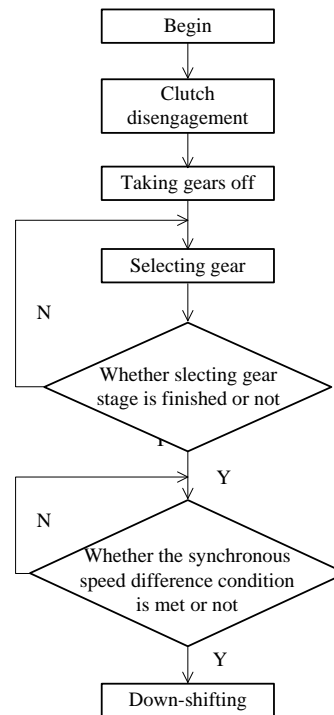 Begin
Clutch
disengagement
Taking gears off
Selecting gear
N
Whether slecting gear
stage is finished or not
Y
N
Whether the synchronous
speed difference condition
is met or not
Y
Down-shifting